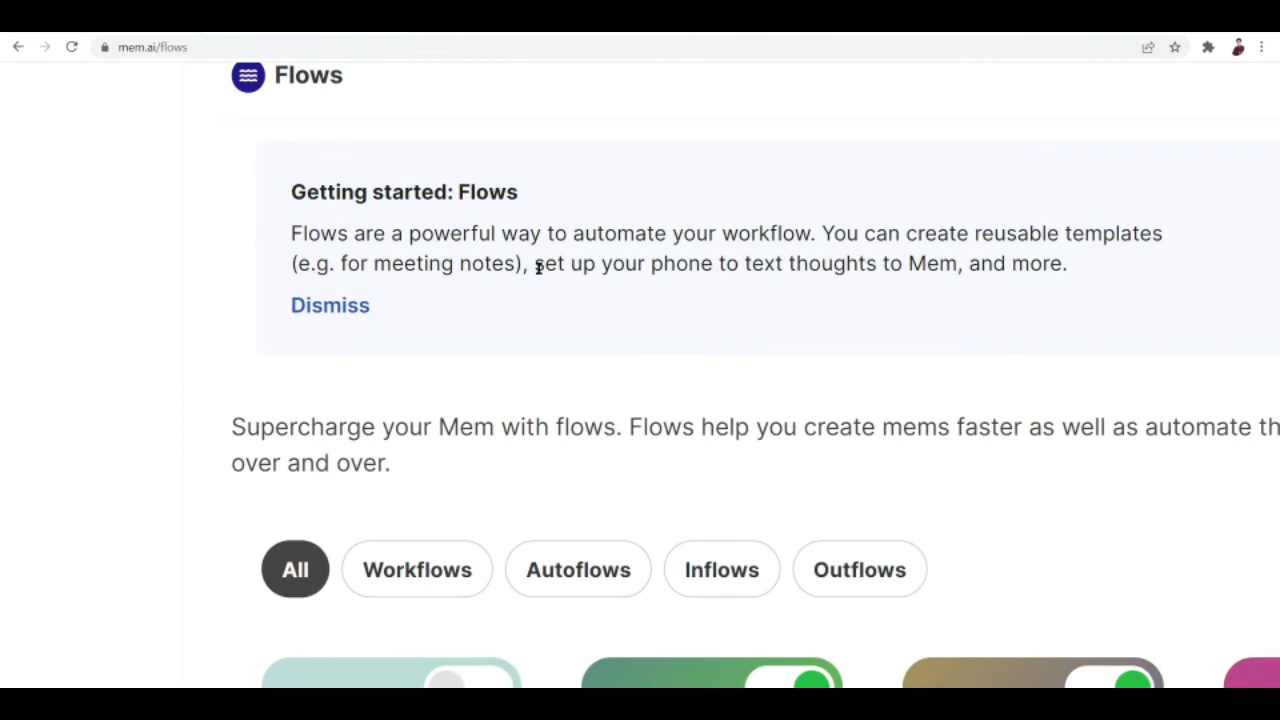 mem.ai/flows
Flows
Getting started: Flows
Flows are a powerful way to automate your workflow. You can create reusable templates
(e.g. for meeting notes), set up your phone to text thoughts to Mem, and more.
Dismiss
Supercharge your Mem with flows. Flows help you create mems faster as well as automate th
over and over.
All Workflows Autoflows Inflows Outflows